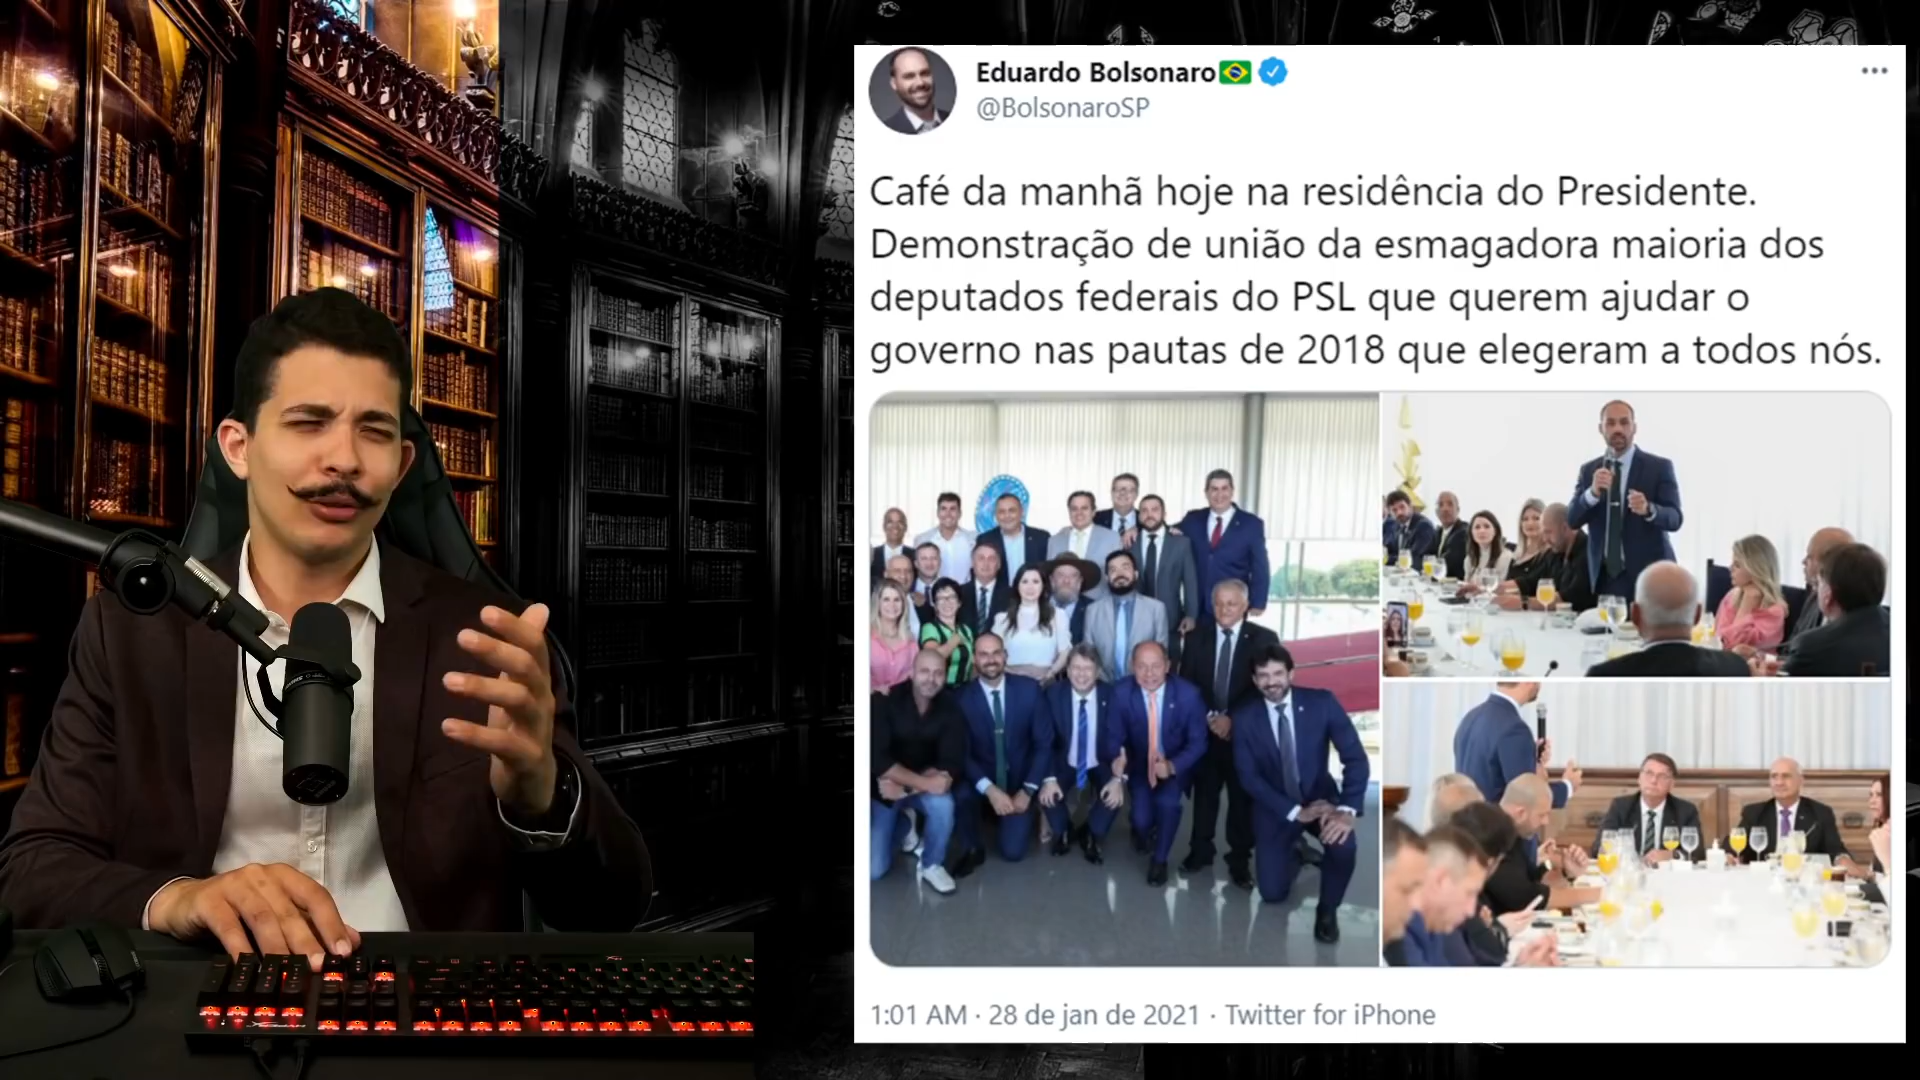 Eduardo Bolsonaro
@BolsonaroSP
Café da manhã hoje na residência do Presidente.
Demonstração de união da esmagadora maioria dos
deputados federais do PSL que querem ajudar o
governo nas pautas de 2018 que elegeram a todos nós.
1:01 AM · 28 de jan de 2021 · Twitter for iPhone